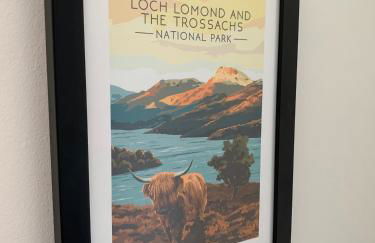 LOCH LOMOND AND
THE TROSSACHS
NATIONAL PARK